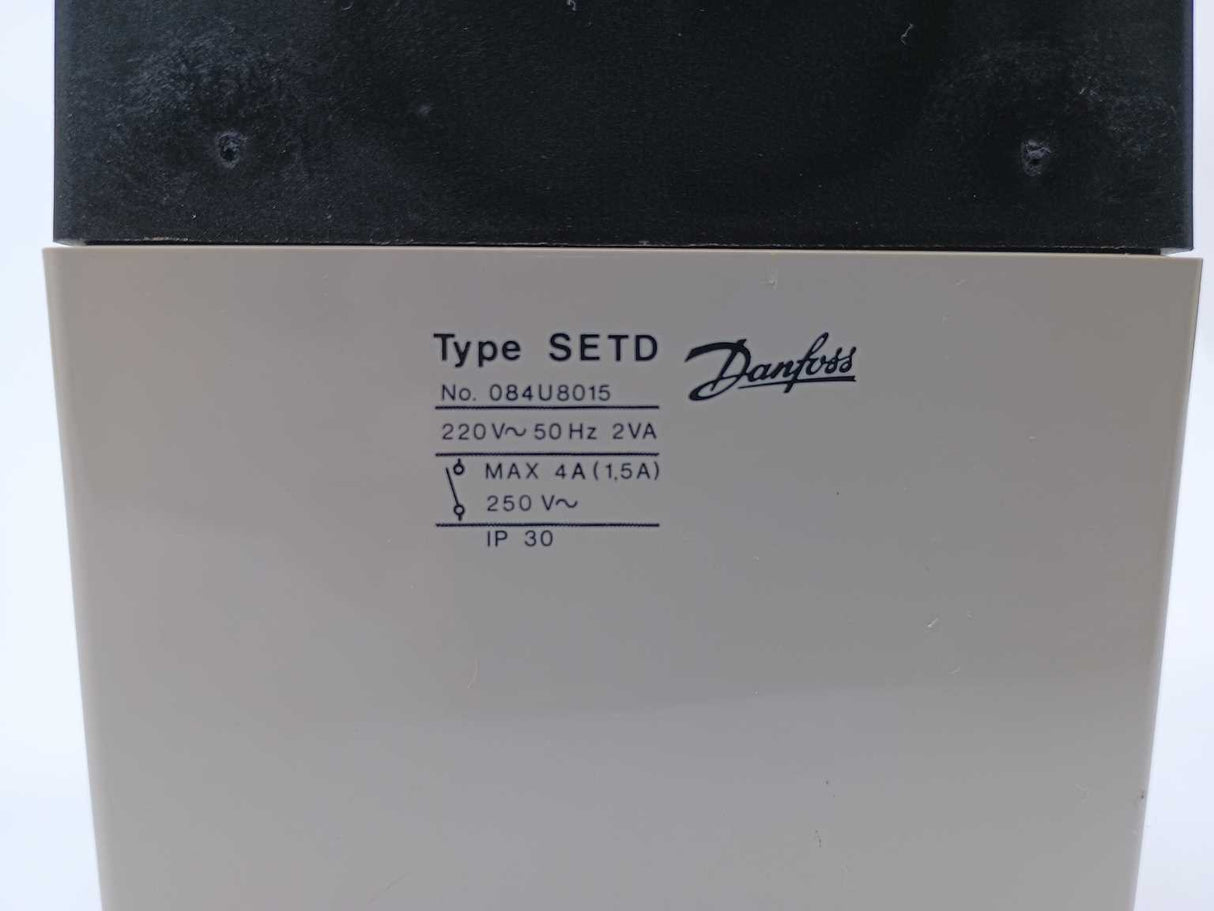 Type SETD
Danfoss
No. 084U8015
220V~ 50Hz 2VA
MAX 4A(1,5A)
250 V~
IP 30